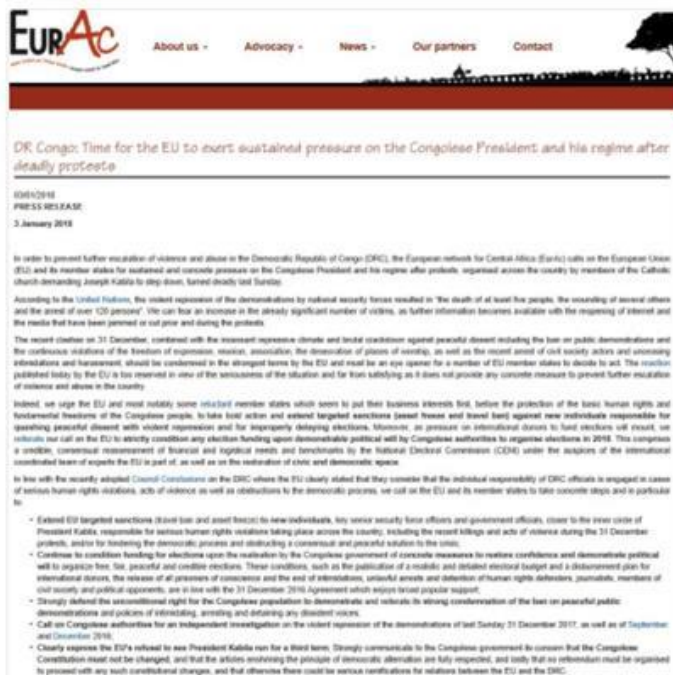 EURAC
About us -
Advocacy -
News -
Our partners
Contact
DR Congo: Time for the EU to exert sustained pressure on the Congolese President and his regime after
deadly protests
03/01/2018
PRESS RELEASE
3 January 2018
In order to prevent further escalation of violence and abuse in the Democratic Republic of Congo (DRC), the European network for Central Africa (EurAc) calls on the European Union
(EU) and its member states for sustained and concrete pressure on the Congolese President and his regime after protests, organised across the country by members of the Catholic
church demanding Joseph Kabila to step down, turned deadly last Sunday.
According to the United Nations, the violent repression of the demonstrations by national security forces resulted in "the death of at least five people, the wounding of several others
and the arrest of over 120 persons". We can fear an increase in the already significant number of victims, as further information becomes available with the reopening of internet and
the media that have been jammed or cut prior and during the protests.
The recent clashes on 31 December, combined with the incessant repressive climate and brutal crackdown against peaceful dissent including the ban on public demonstrations and
the continuous violations of the freedom of expression, reunion, association, the desecration of places of worship, as well as the recent arrest of civil society actors and unceasing
intimidations and harassment, should be condemned in the strongest terms by the EU and must be an eye opener for a number of EU member states to decide to act. The reaction
published today by the EU is too reserved in view of the seriousness of the situation and far from satisfying as it does not provide any concrete measure to prevent further escalation
of violence and abuse in the country.
Indeed, we urge the EU and most notably some reluctant member states which seem to put their business interests first, before the protection of the basic human rights and
fundamental freedoms of the Congolese people, to take bold action and extend targeted sanctions (asset freeze and travel ban) against new individuals responsible for
quashing peaceful dissent with violent repression and for improperly delaying elections. Moreover, as pressure on international donors to fund elections will mount, we
reiterate our call on the EU to strictly condition any election funding upon demonstrable political will by Congolese authorities to organise elections in 2018. This comprises
a credible, consensual reassessment of financial and logistical needs and benchmarks by the National Electoral Commission (CENI) under the auspices of the international
coordinated team of experts the EU is part of, as well as on the restoration of civic and democratic space.
In line with the recently adopted Council Conclusions on the DRC where the EU clearly stated that they consider that the individual responsibility of DRC officials is engaged in cases
of serious human rights violations, acts of violence as well as obstructions to the democratic process, we call on the EU and its member states to take concrete steps and in particular
to:
• Extend EU targeted sanctions (travel ban and asset freeze) to new individuals, key senior security force officers and government officials, closer to the inner circle of
President Kabila, responsible for serious human rights violations taking place across the country, including the recent killings and acts of violence during the 31 December
protests, and/or for hindering the democratic process and obstructing a consensual and peaceful solution to the crisis;
• Continue to condition funding for elections upon the realisation by the Congolese government of concrete measures to restore confidence and demonstrate political
will to organize free, fair, peaceful and credible elections. These conditions, such as the publication of a realistic and detailed electoral budget and a disbursement plan for
international donors, the release of all prisoners of conscience and the end of intimidations, unlawful arrests and detention of human rights defenders, journalists, members of
civil society and political opponents, are in line with the 31 December 2016 Agreement which enjoys broad popular support;
• Strongly defend the unconditional right for the Congolese population to demonstrate and reiterate its strong condemnation of the ban on peaceful public
demonstrations and policies of intimidating, arresting and detaining any dissident voices.
• Call on Congolese authorities for an independent investigation on the violent repression of the demonstrations of last Sunday 31 December 2017, as well as of September
and December 2016;
• Clearly express the EU's refusal to see President Kabila run for a third term. Strongly communicate to the Congolese government its concern that the Congolese
Constitution must not be changed, and that the articles enshrining the principle of democratic alternation are fully respected, and lastly that no referendum must be organised
to proceed with any such constitutional changes, and that otherwise there could be serious ramifications for relations between the EU and the DRC.